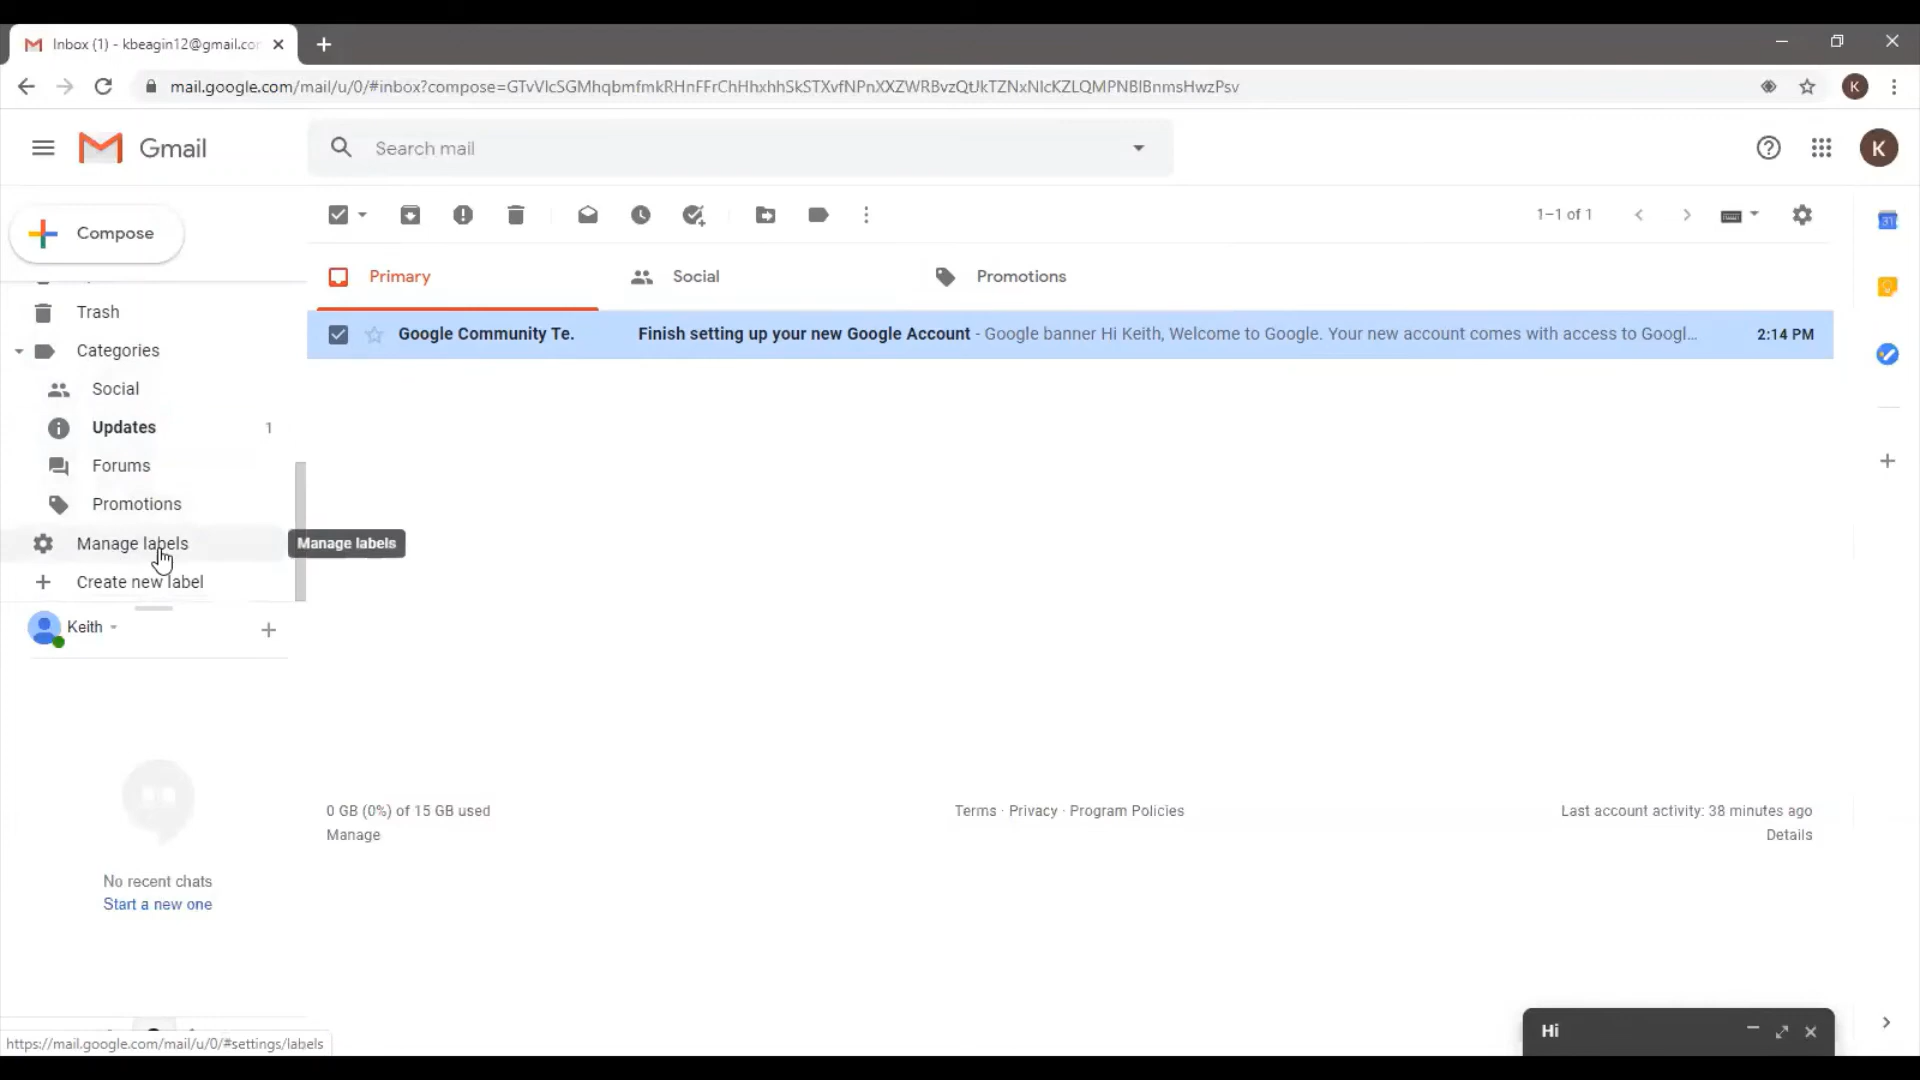 Inbox (1) - kbeagin12@gmail.co
mail.google.com/mail/u/0/#inbox?compose=GTvVlcSGMhqbmfmkRHnFFrChHhxhhSkSTXvfNPnXXZWRBvzQtJkTZNxNlcKZLQMPNBlBnmsHwzPsv
K
Gmail
Search mail
K
Compose
1–1 of 1
31
Primary
Social
Promotions
Trash
Google Community Te.
Finish setting up your new Google Account - Google banner Hi Keith, Welcome to Google. Your new account comes with access to Googl...
2:14 PM
Categories
Social
Updates
1
Forums
Promotions
Manage labels
Manage labels
Create new label
Keith
0 GB (0%) of 15 GB used
Manage
Terms · Privacy · Program Policies
Last account activity: 38 minutes ago
Details
No recent chats
Start a new one
Hi
https://mail.google.com/mail/u/0/#settings/labels